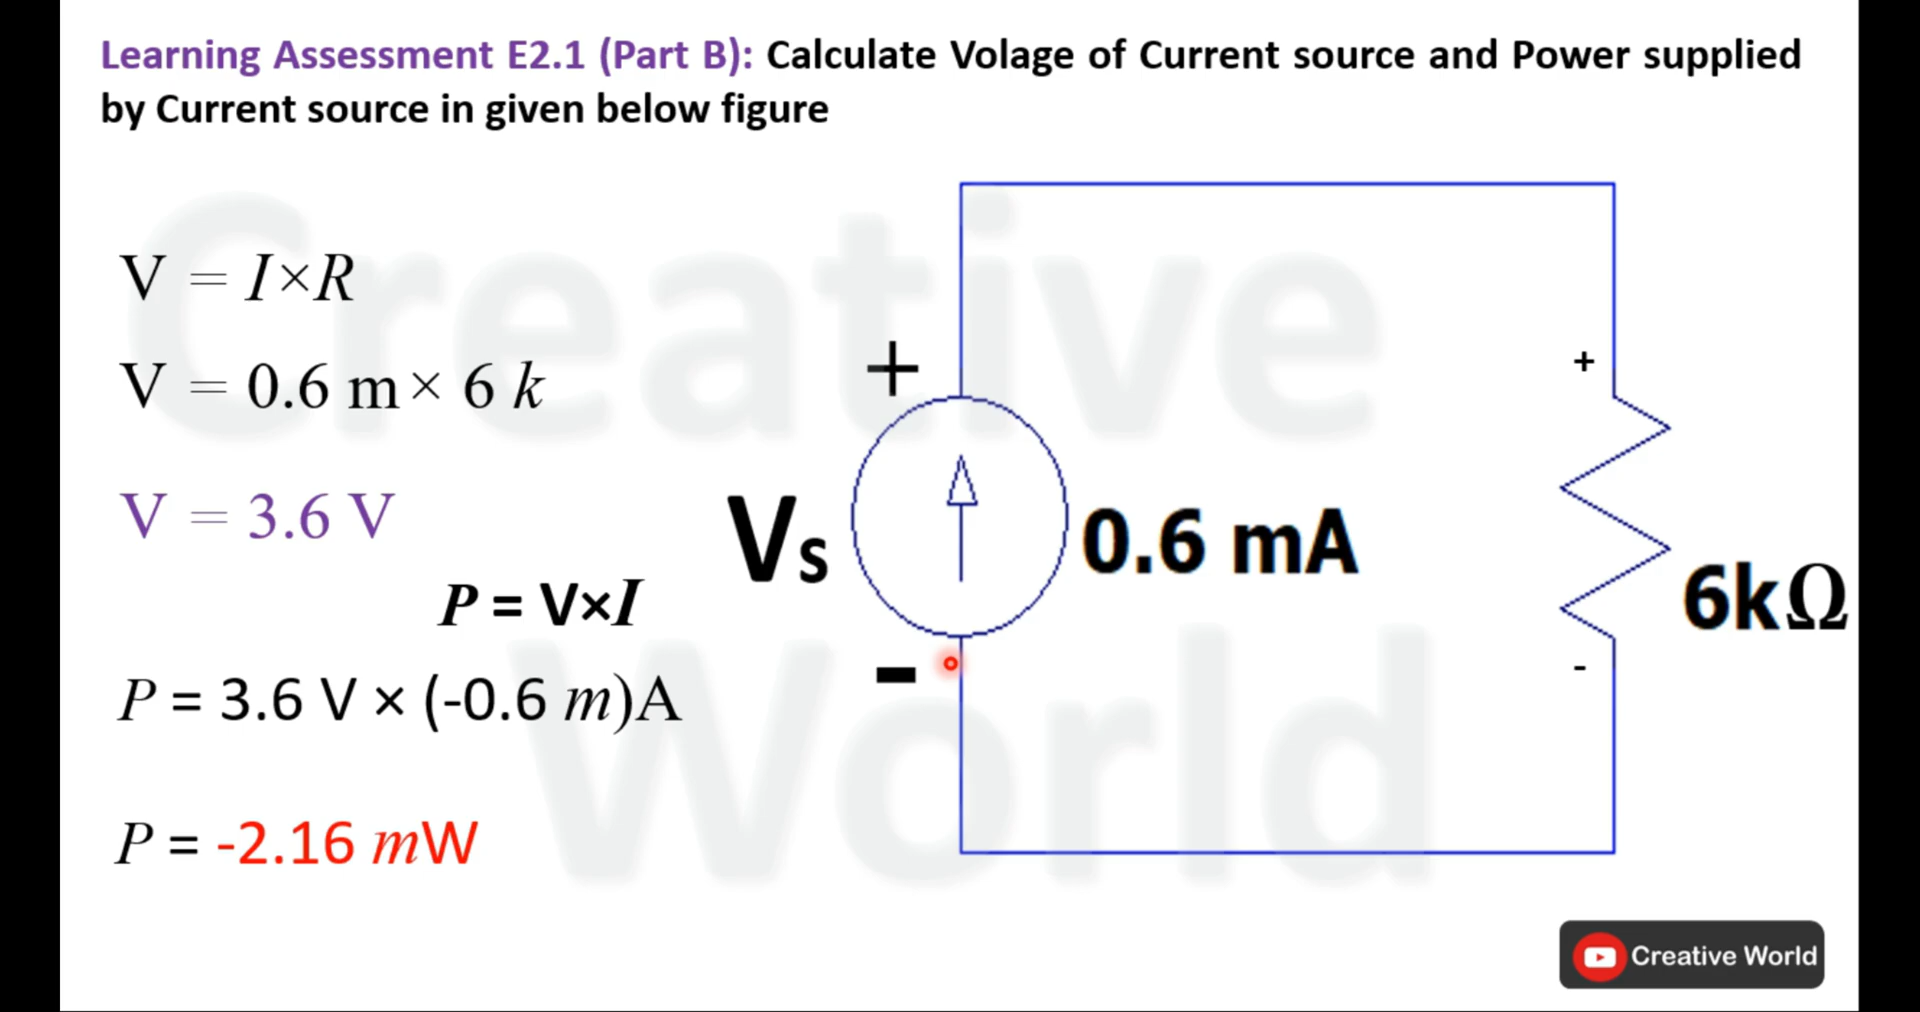 Learning Assessment E2.1 (Part B): Calculate Volage of Current source and Power supplied
by Current source in given below figure
Creative
World
V = I×R
V = 0.6 m× 6 k
V = 3.6 V
P = V×I
P = 3.6 V × (-0.6 m)A
P = -2.16 mW
+
Vs
0.6 mA
-
+
6kΩ
-
Creative World